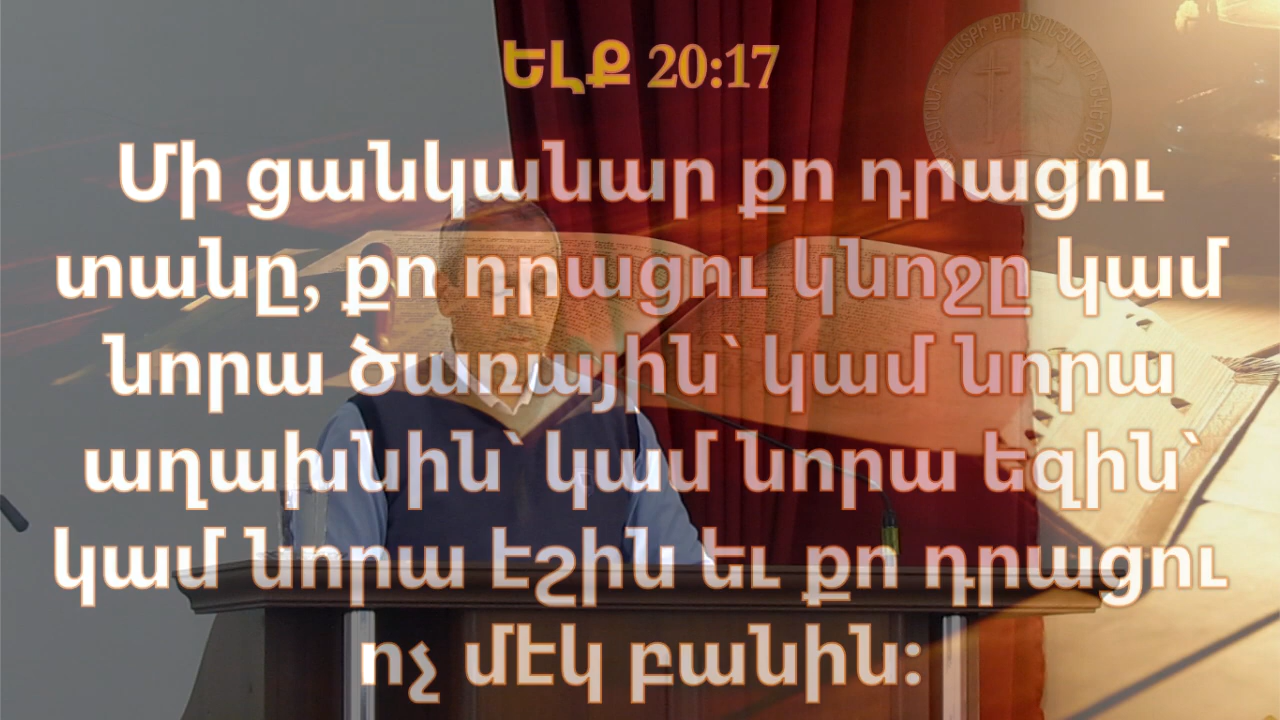 ԵԼՔ 20:17
Մի ցանկանար քո դրացու
տանը, քո դրացու կնոջը կամ
նորա ծառային՝ կամ նորա
աղախնին՝ կամ նորա եզին՝
կամ նորա էշին եւ քո դրացու
ոչ մէկ բանին: